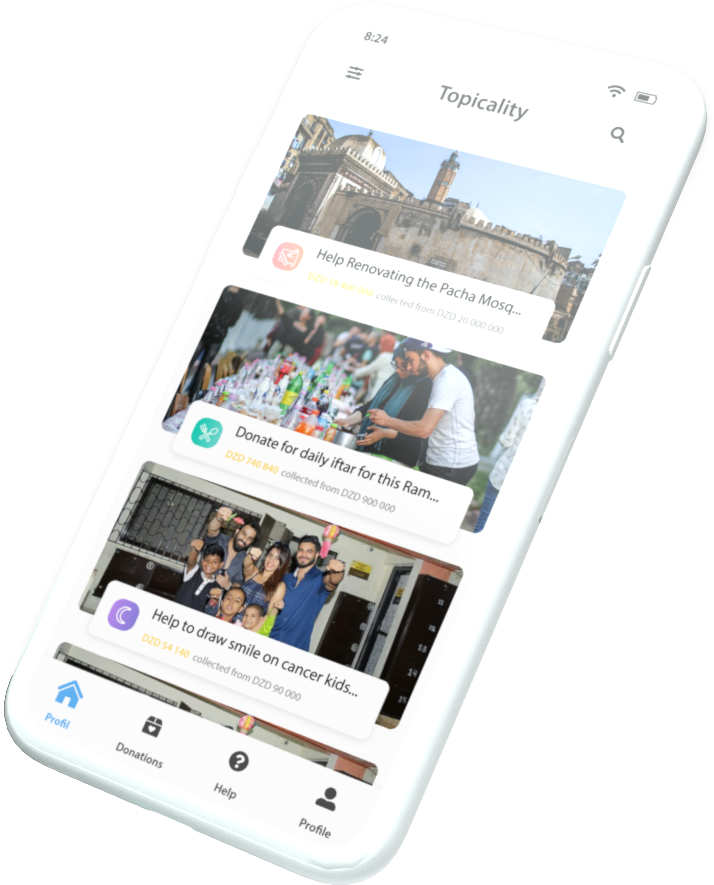 8:24
Topicality
Help Renovating the Pacha Mosq...
DZD 400 000 collected from DZD 20 000 000
Donate for daily iftar for this Ram...
DZD 740 840 collected from DZD 900 000
Help to draw smile on cancer kids...
DZD 54 140 collected from DZD 90 000
Profil
Donations
Help
Profile